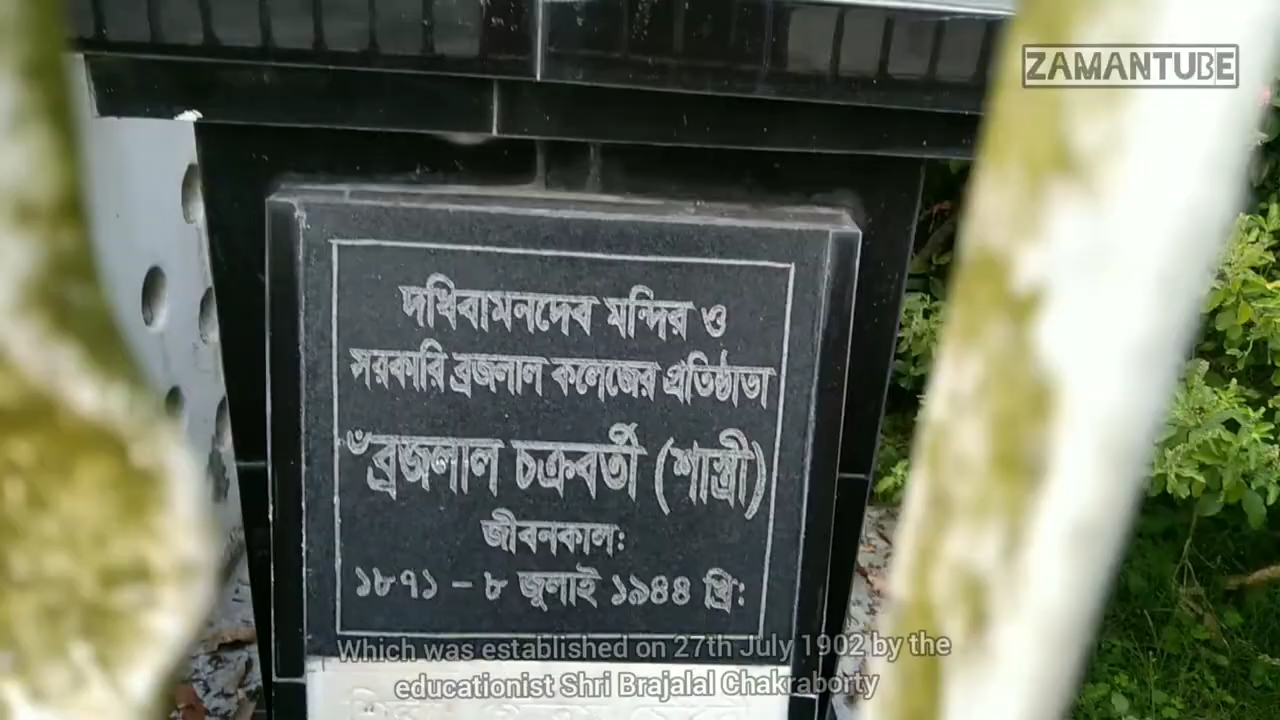 ZAMANTUBE
দধিবামনদেব মন্দির ও
সরকারি ব্রজলাল কলেজের প্রতিষ্ঠাতা
ঁব্রজলাল চক্রবর্তী (শাস্ত্রী)
জীবনকাল:
১৮৭১ – ৮ জুলাই ১৯৪৪ খ্রি:
Which was established on 27th July 1902 by the
educationist Shri Brajalal Chakraborty